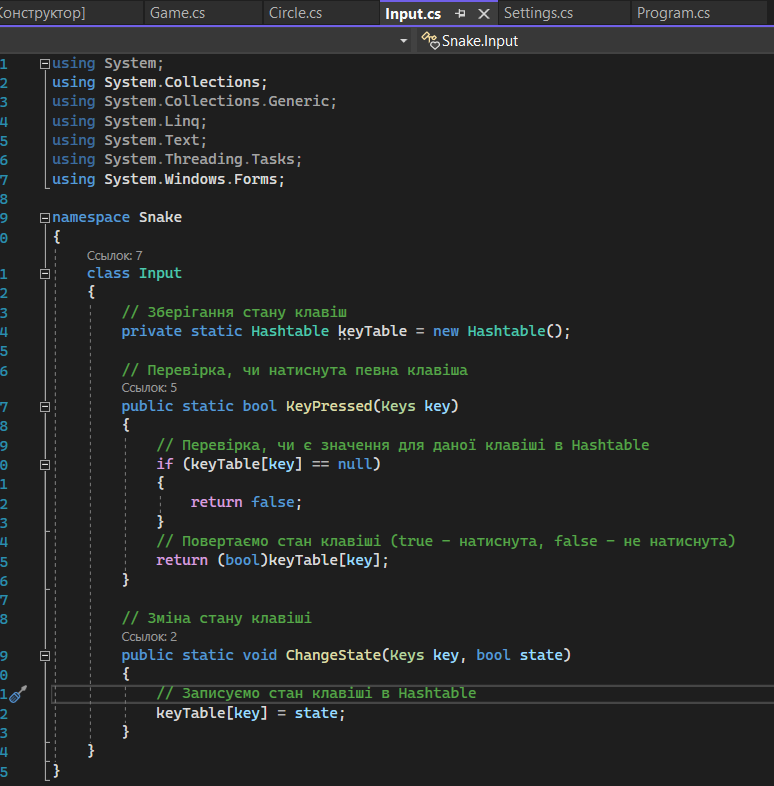 Конструктор]
Game.cs
Circle.cs
Input.cs
Settings.cs
Program.cs
Snake.Input
1 using System;
2 using System.Collections;
3 using System.Collections.Generic;
4 using System.Linq;
5 using System.Text;
6 using System.Threading.Tasks;
7 using System.Windows.Forms;
8
9 namespace Snake
0 {
Ссылок: 7
1 class Input
2 {
3 // Зберігання стану клавіш
4 private static Hashtable keyTable = new Hashtable();
5
6 // Перевірка, чи натиснута певна клавіша
Ссылок: 5
7 public static bool KeyPressed(Keys key)
8 {
9 // Перевірка, чи є значення для даної клавіші в Hashtable
0 if (keyTable[key] == null)
1 {
2 return false;
3 }
4 // Повертаємо стан клавіші (true – натиснута, false – не натиснута)
5 return (bool)keyTable[key];
6 }
7
8 // Зміна стану клавіші
Ссылок: 2
9 public static void ChangeState(Keys key, bool state)
0 {
1 // Записуємо стан клавіші в Hashtable
2 keyTable[key] = state;
3 }
4 }
5 }